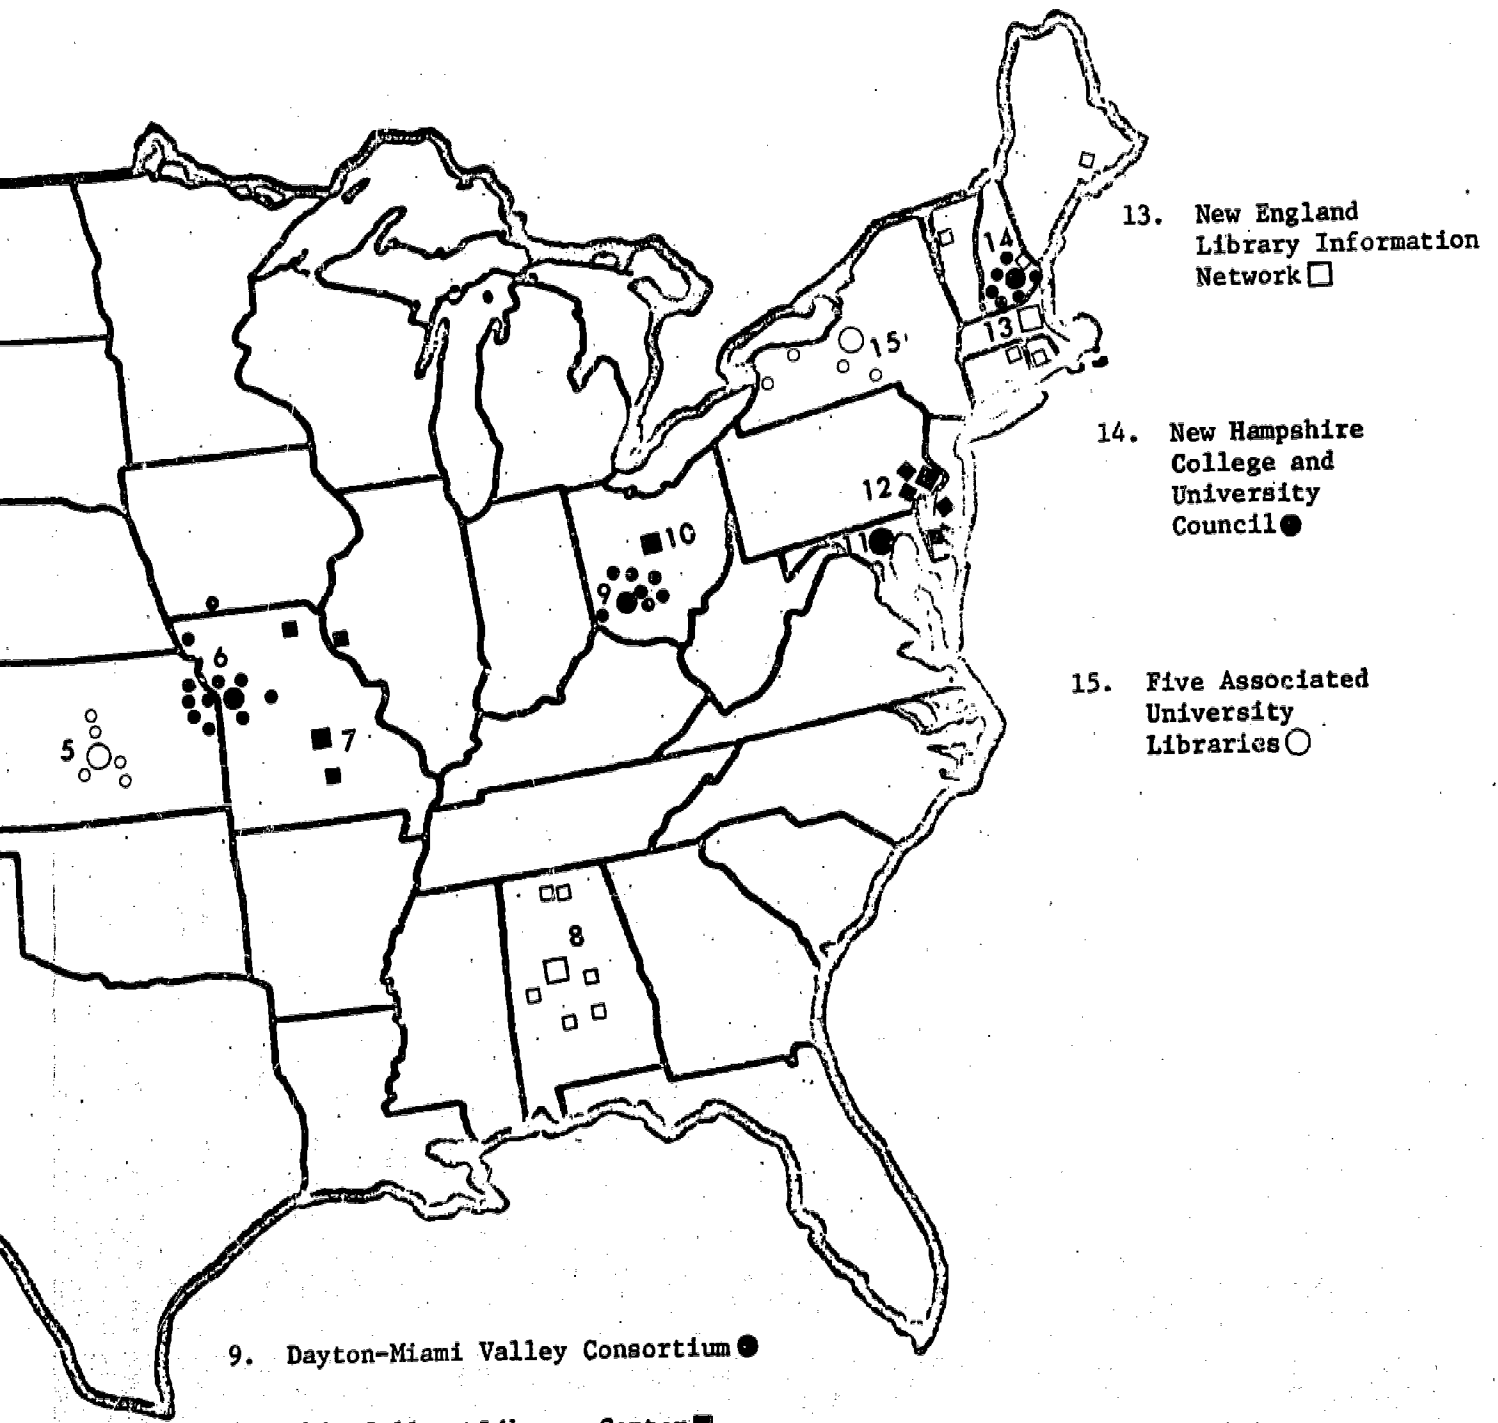 13. New England
Library Information
Network
14. New Hampshire
College and
University
Council
15. Five Associated
University
Libraries
14
13
15
12
11
10
9
6
5
7
8
9. Dayton-Miami Valley Consortium